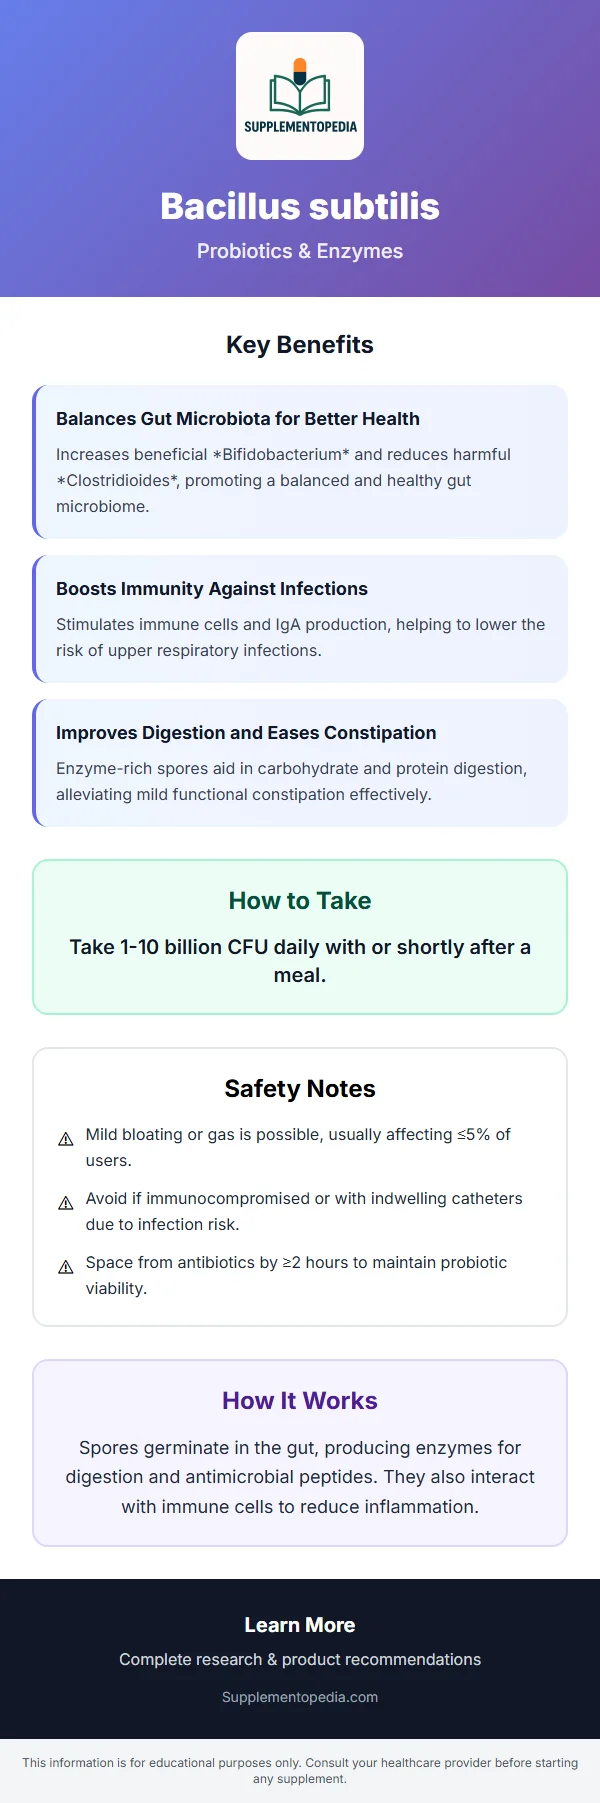 SUPPLEMENTOPEDIA
Bacillus subtilis
Probiotics & Enzymes
Key Benefits
Balances Gut Microbiota for Better Health
Increases beneficial *Bifidobacterium* and reduces harmful
*Clostridioides*, promoting a balanced and healthy gut
microbiome.
Boosts Immunity Against Infections
Stimulates immune cells and IgA production, helping to lower the
risk of upper respiratory infections.
Improves Digestion and Eases Constipation
Enzyme-rich spores aid in carbohydrate and protein digestion,
alleviating mild functional constipation effectively.
How to Take
Take 1-10 billion CFU daily with or shortly after a
meal.
Safety Notes
⚠ Mild bloating or gas is possible, usually affecting ≤5% of
users.
⚠ Avoid if immunocompromised or with indwelling catheters
due to infection risk.
⚠ Space from antibiotics by ≥2 hours to maintain probiotic
viability.
How It Works
Spores germinate in the gut, producing enzymes for
digestion and antimicrobial peptides. They also interact
with immune cells to reduce inflammation.
Learn More
Complete research & product recommendations
Supplementopedia.com
This information is for educational purposes only. Consult your healthcare provider before starting
any supplement.